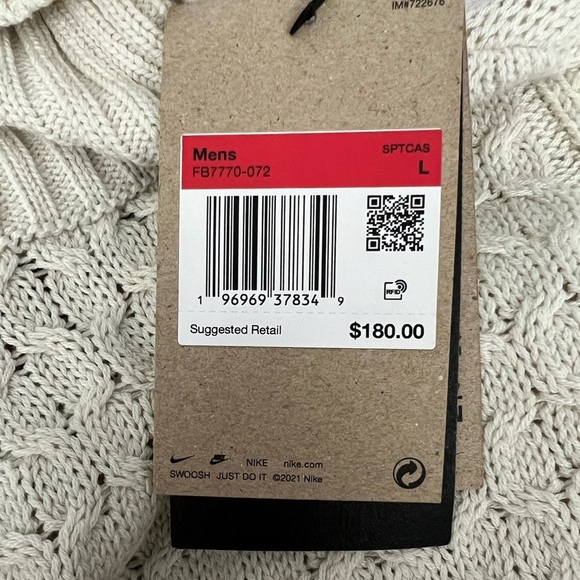 IM#722676
Mens SPTCAS
FB7770-072 L
1 96969 37834 9
RFID
Suggested Retail $180.00
NIKE nike.com
SWOOSH JUST DO IT ©2021 Nike